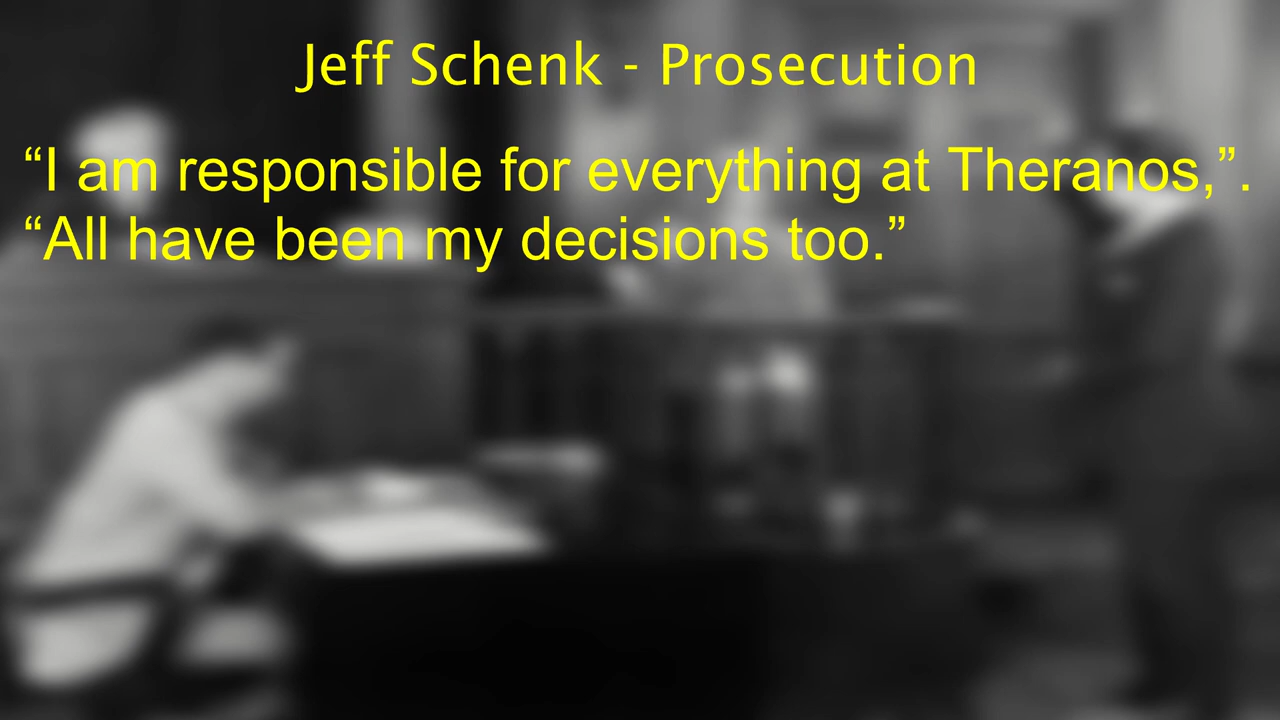 Jeff Schenk - Prosecution
“I am responsible for everything at Theranos,”.
“All have been my decisions too.”